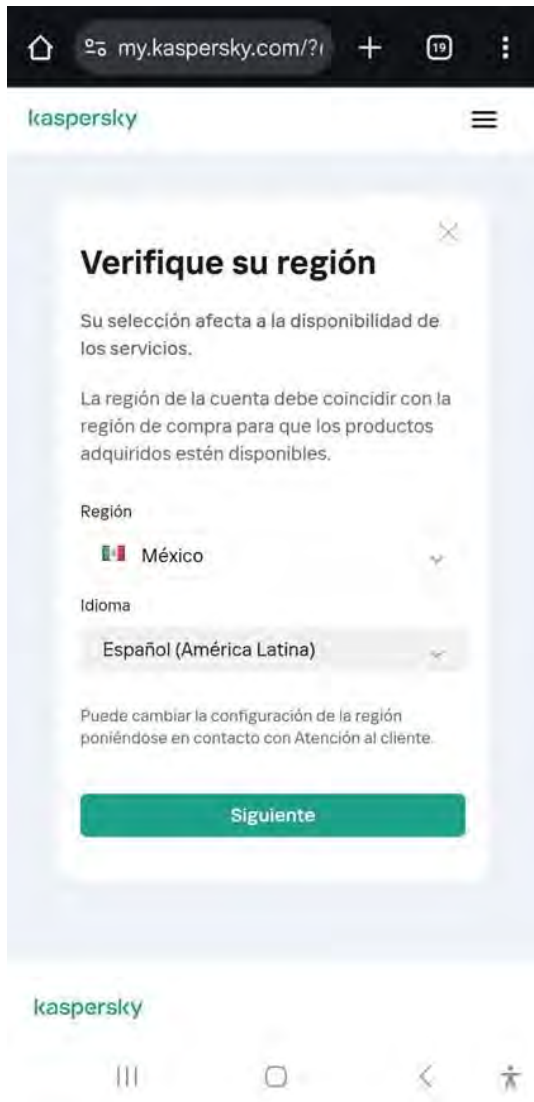 my.kaspersky.com/?
19
kaspersky
Verifique su región
Su selección afecta a la disponibilidad de
los servicios.
La región de la cuenta debe coincidir con la
región de compra para que los productos
adquiridos estén disponibles.
Región
México
Idioma
Español (América Latina)
Puede cambiar la configuración de la región
poniéndose en contacto con Atención al cliente.
Siguiente
kaspersky